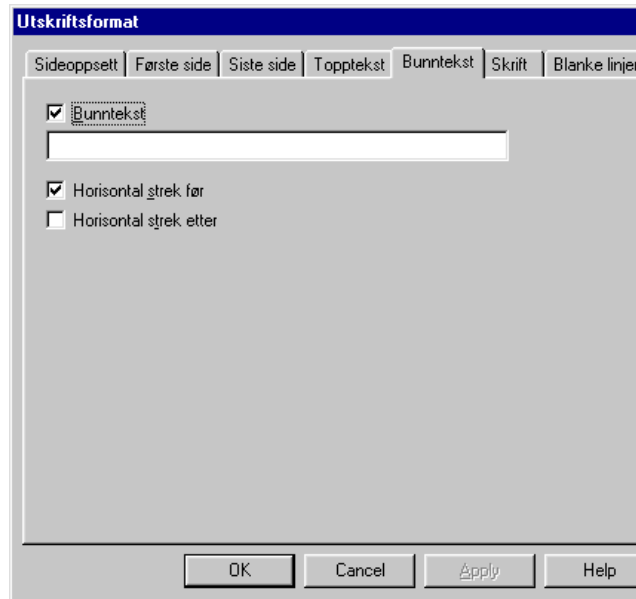 Utskriftsformat
Sideoppsett Første side Siste side Topptekst Bunntekst Skrift Blanke linjer
Bunntekst
Horisontal strek før
Horisontal strek etter
OK Cancel Apply Help